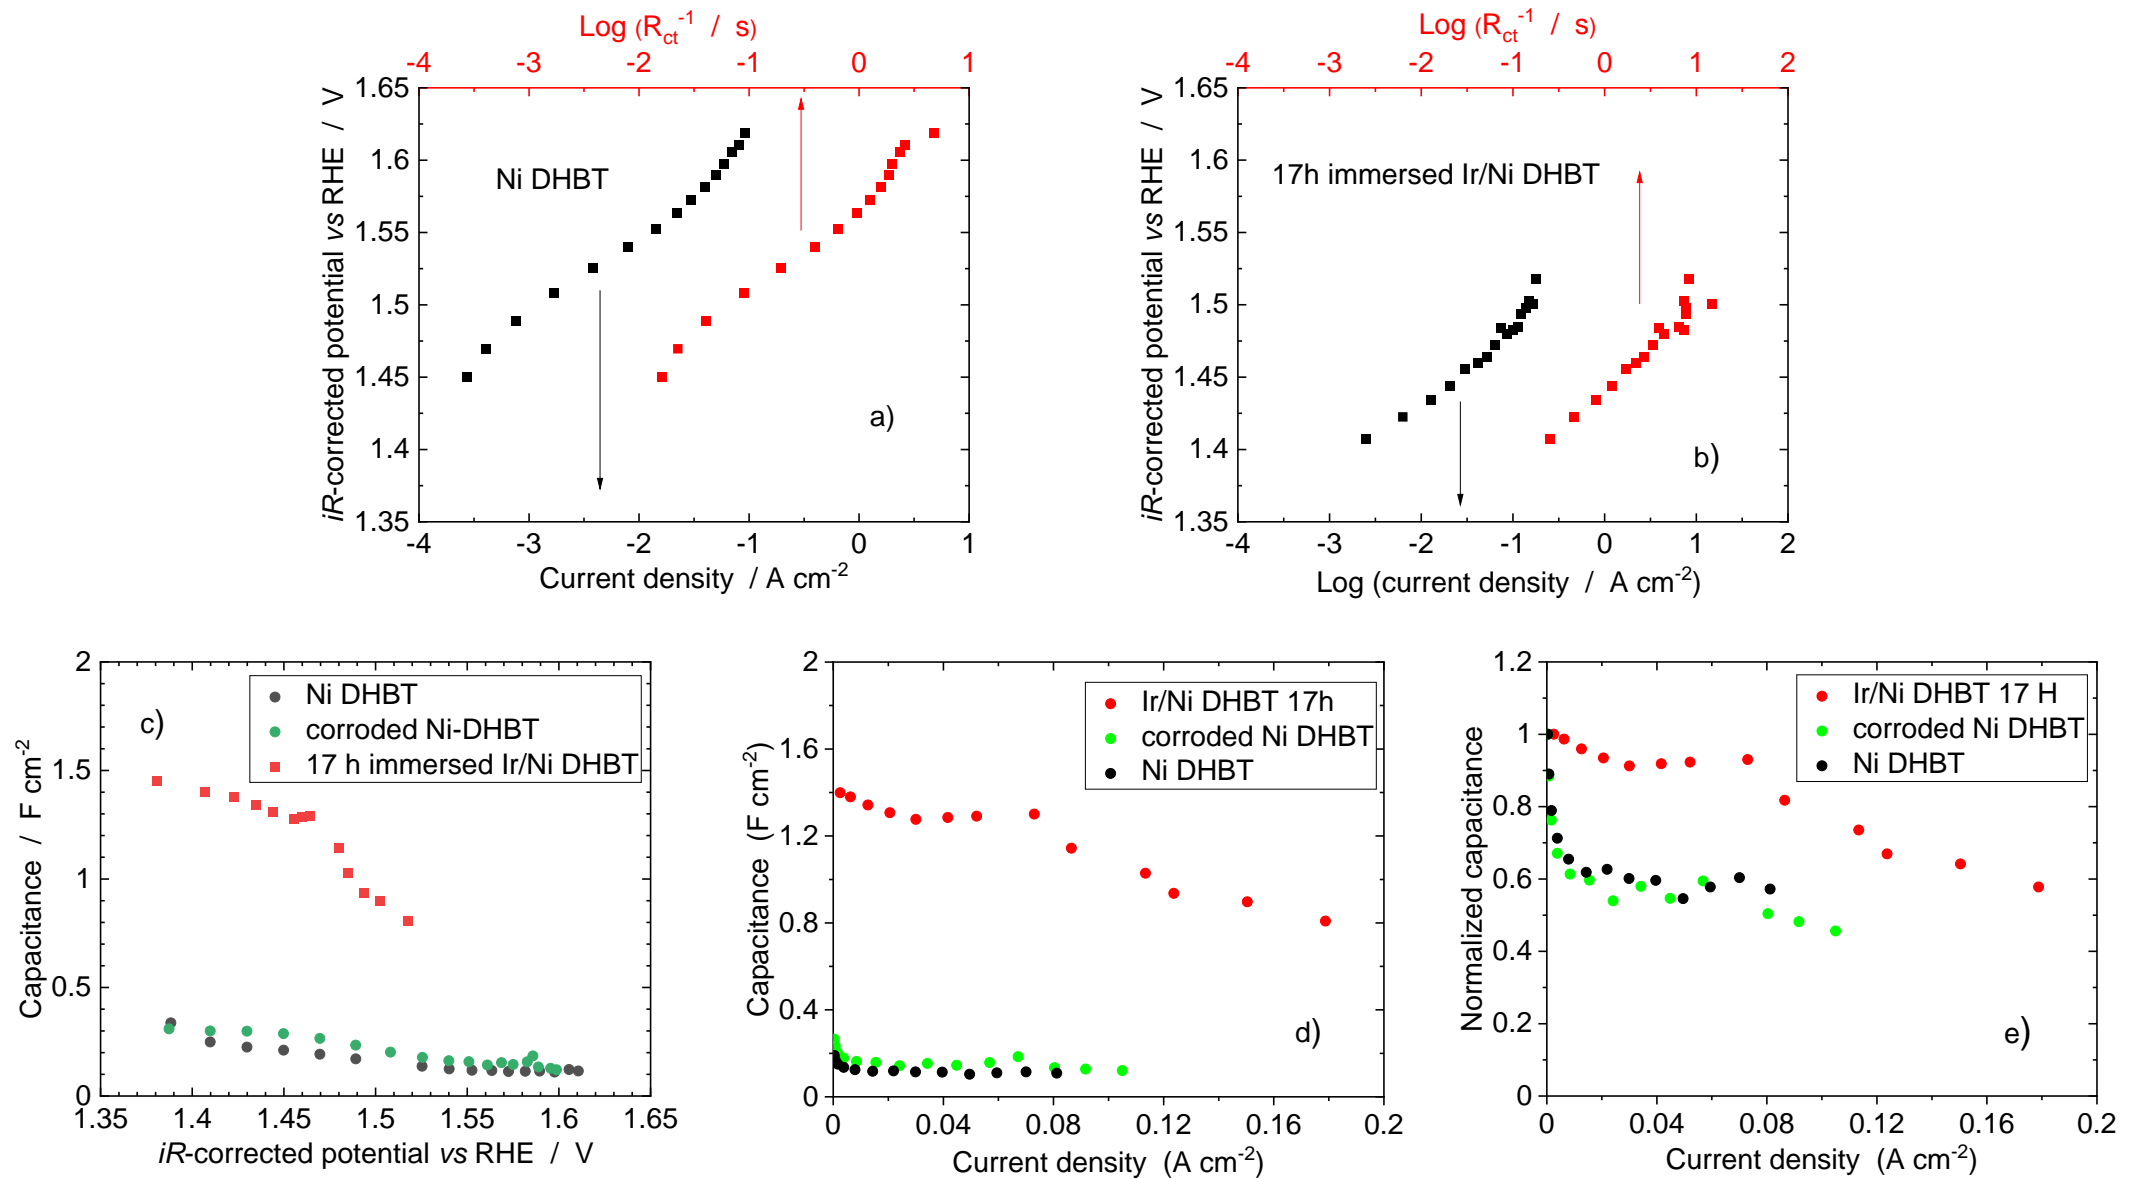 Log (Rct-1 / s)
-4 -3 -2 -1 0 1
1.65
1.6
1.55
1.5
1.45
1.4
1.35
iR-corrected potential vs RHE / V
Ni DHBT
a)
-4 -3 -2 -1 0 1
Current density / A cm-2
Log (Rct-1 / s)
-4 -3 -2 -1 0 1 2
1.65
1.6
1.55
1.5
1.45
1.4
1.35
iR-corrected potential vs RHE / V
17h immersed Ir/Ni DHBT
b)
-4 -3 -2 -1 0 1 2
Log (current density / A cm-2)
2
1.5
1
0.5
0
Capacitance / F cm-2
c)
Ni DHBT
corroded Ni-DHBT
17 h immersed Ir/Ni DHBT
1.35 1.4 1.45 1.5 1.55 1.6 1.65
iR-corrected potential vs RHE / V
2
1.6
1.2
0.8
0.4
0
Capacitance (F cm-2)
Ir/Ni DHBT 17h
corroded Ni DHBT
Ni DHBT
d)
0 0.04 0.08 0.12 0.16 0.2
Current density (A cm-2)
1.2
1
0.8
0.6
0.4
0.2
0
Normalized capacitance
Ir/Ni DHBT 17 H
corroded Ni DHBT
Ni DHBT
e)
0 0.04 0.08 0.12 0.16 0.2
Current density (A cm-2)